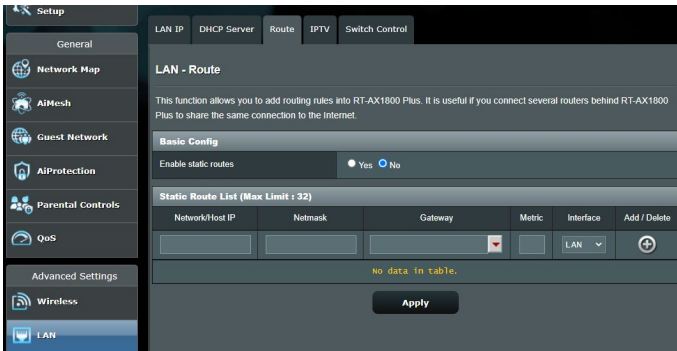 Setup
General
Network Map
AiMesh
Guest Network
AiProtection
Parental Controls
QoS
Advanced Settings
Wireless
LAN
LAN IP DHCP Server Route IPTV Switch Control
LAN - Route
This function allows you to add routing rules into RT-AX1800 Plus. It is useful if you connect several routers behind RT-AX1800
Plus to share the same connection to the Internet.
Basic Config
Enable static routes Yes No
Static Route List (Max Limit : 32)
Network/Host IP Netmask Gateway Metric Interface Add / Delete
LAN
No data in table.
Apply